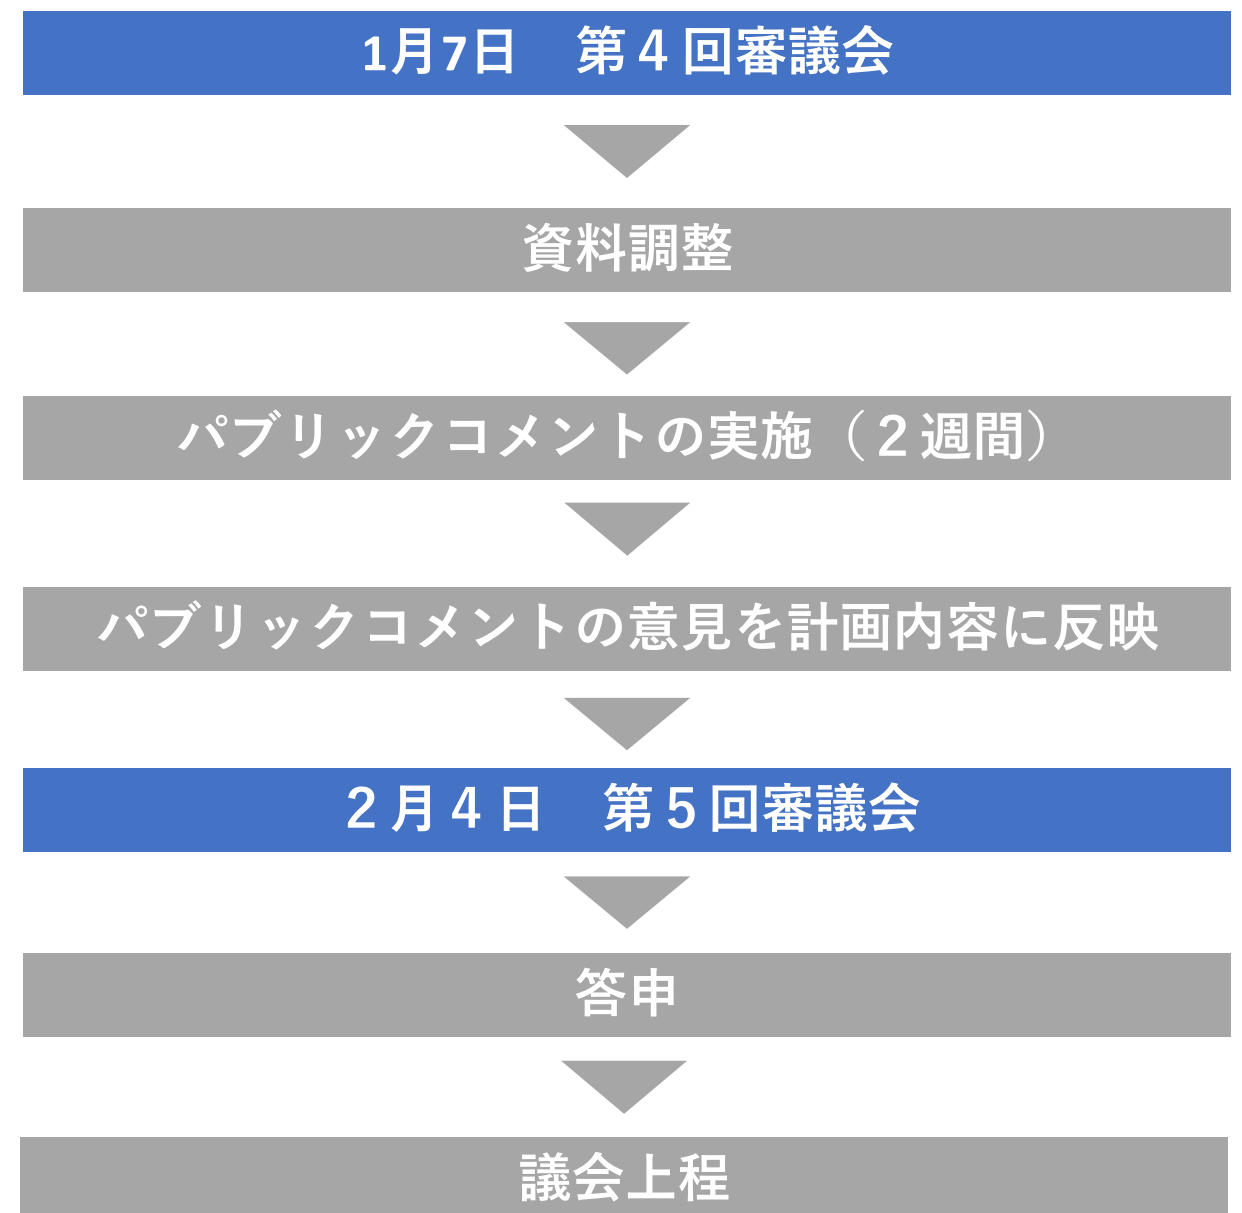 1月7日　第４回審議会
資料調整
パブリックコメントの実施（２週間）
パブリックコメントの意見を計画内容に反映
２月４日　第５回審議会
答申
議会上程